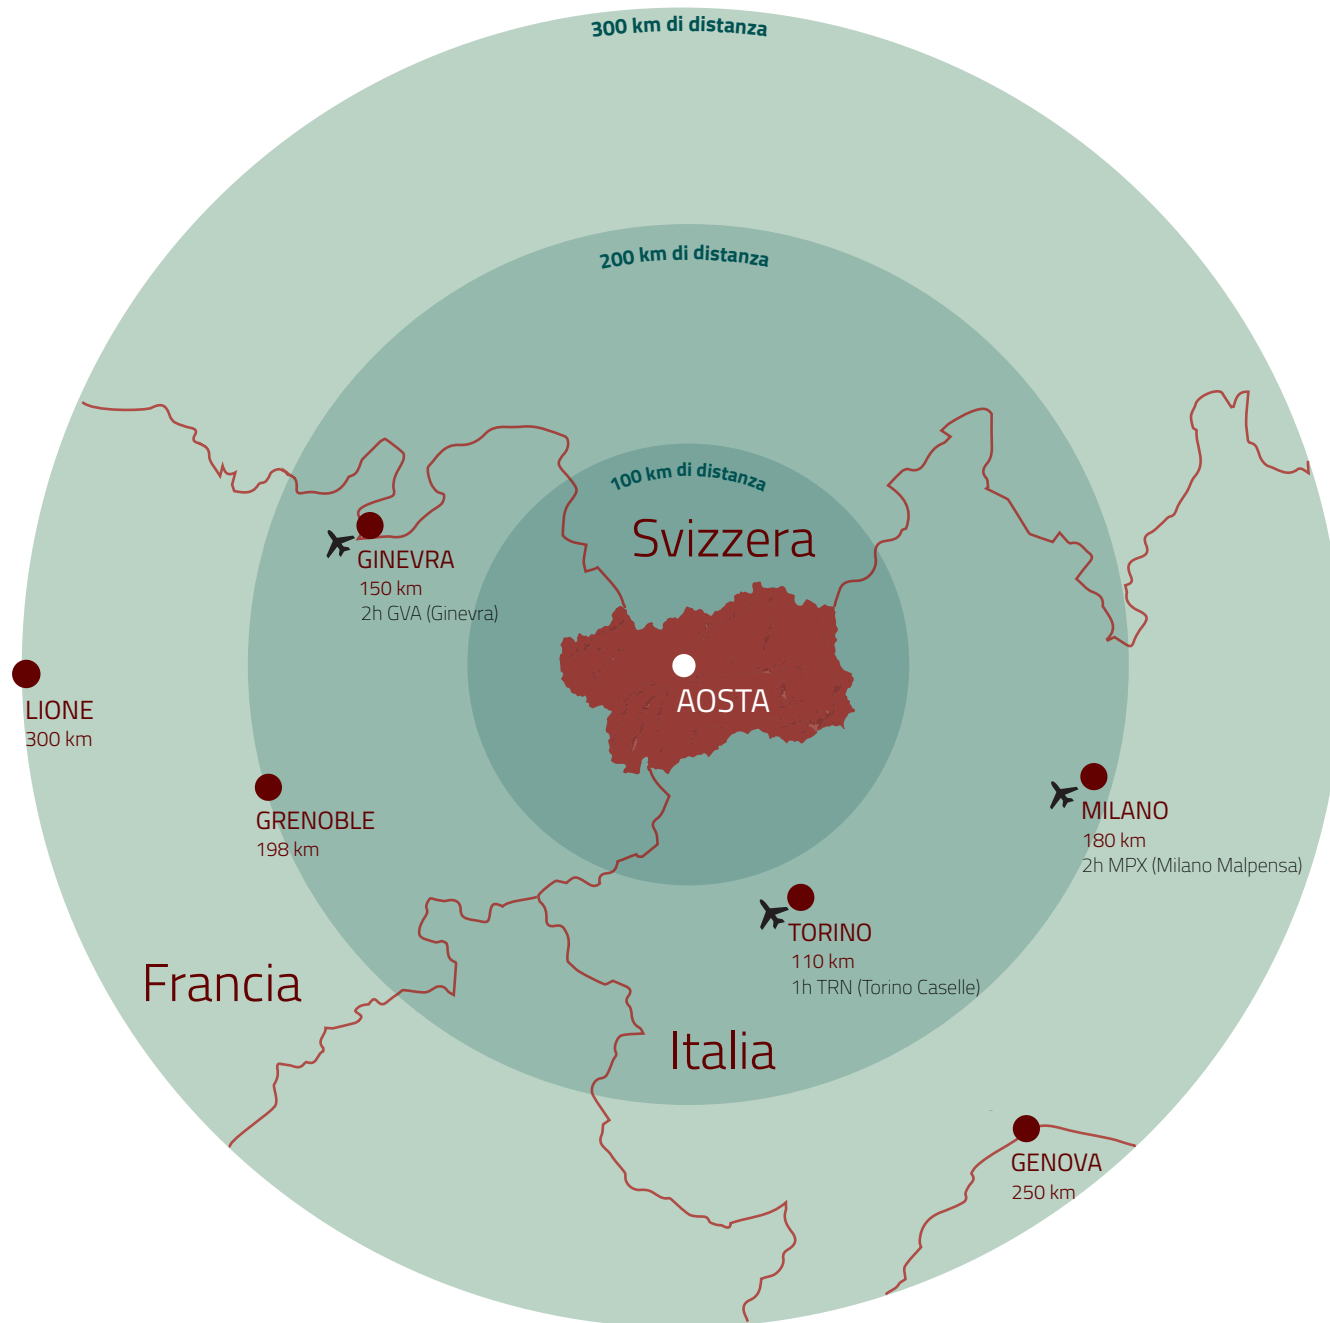 300 km di distanza
200 km di distanza
100 km di distanza
Svizzera
GINEVRA
150 km
2h GVA (Ginevra)
AOSTA
LIONE
300 km
GRENOBLE
198 km
MILANO
180 km
2h MPX (Milano Malpensa)
TORINO
110 km
1h TRN (Torino Caselle)
Francia
Italia
GENOVA
250 km